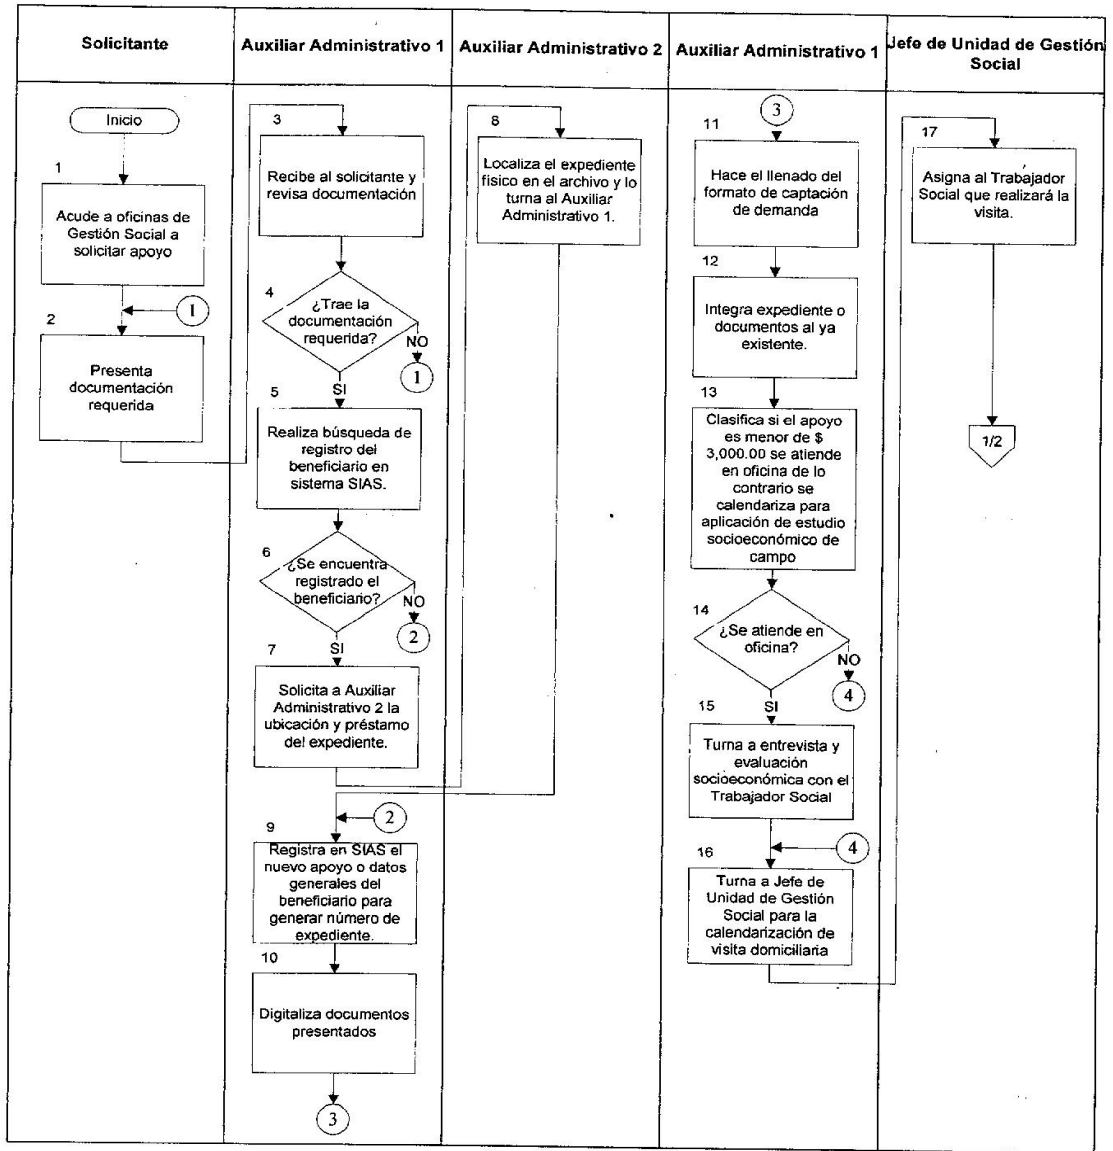 Solicitante
Auxiliar Administrativo 1
Auxiliar Administrativo 2
Auxiliar Administrativo 1
Jefe de Unidad de Gestión
Social
Inicio
1
Acude a oficinas de
Gestión Social a
solicitar apoyo
1
2
Presenta
documentación
requerida
3
Recibe al solicitante y
revisa documentación
4
¿Trae la
documentación
requerida?
NO
1
SI
5
Realiza búsqueda de
registro del
beneficiario en
sistema SIAS.
6
¿Se encuentra
registrado el
beneficiario?
NO
2
SI
7
Solicita a Auxiliar
Administrativo 2 la
ubicación y préstamo
del expediente.
2
9
Registra en SIAS el
nuevo apoyo o datos
generales del
beneficiario para
generar número de
expediente.
10
Digitaliza documentos
presentados
3
8
Localiza el expediente
físico en el archivo y lo
turna al Auxiliar
Administrativo 1.
3
11
Hace el llenado del
formato de captación
de demanda
12
Integra expediente o
documentos al ya
existente.
13
Clasifica si el apoyo
es menor de $
3,000.00 se atiende
en oficina de lo
contrario se
calendariza para
aplicación de estudio
socioeconómico de
campo
14
¿Se atiende en
oficina?
NO
4
SI
15
Turna a entrevista y
evaluación
socioeconómica con el
Trabajador Social
4
16
Turna a Jefe de
Unidad de Gestión
Social para la
calendarización de
visita domiciliaria
17
Asigna al Trabajador
Social que realizará la
visita.
1/2